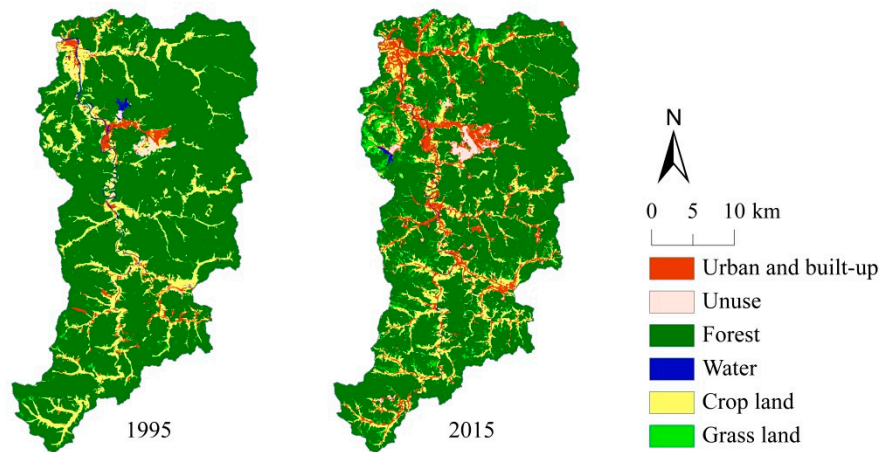 1995
2015
N
0 5 10 km
Urban and built-up
Unuse
Forest
Water
Crop land
Grass land